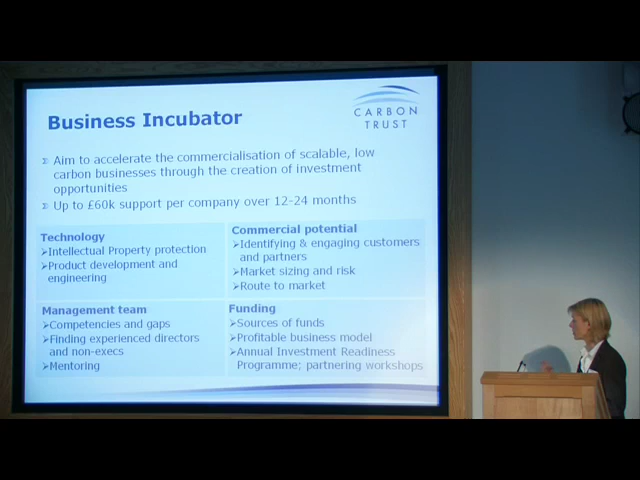 Business Incubator
CARBON
TRUST
Aim to accelerate the commercialisation of scalable, low
carbon businesses through the creation of investment
opportunities
Up to £60k support per company over 12-24 months
Technology
➢Intellectual Property protection
➢Product development and
engineering
Commercial potential
➢Identifying & engaging customers
and partners
➢Market sizing and risk
➢Route to market
Management team
➢Competencies and gaps
➢Finding experienced directors
and non-execs
➢Mentoring
Funding
➢Sources of funds
➢Profitable business model
➢Annual Investment Readiness
Programme; partnering workshops